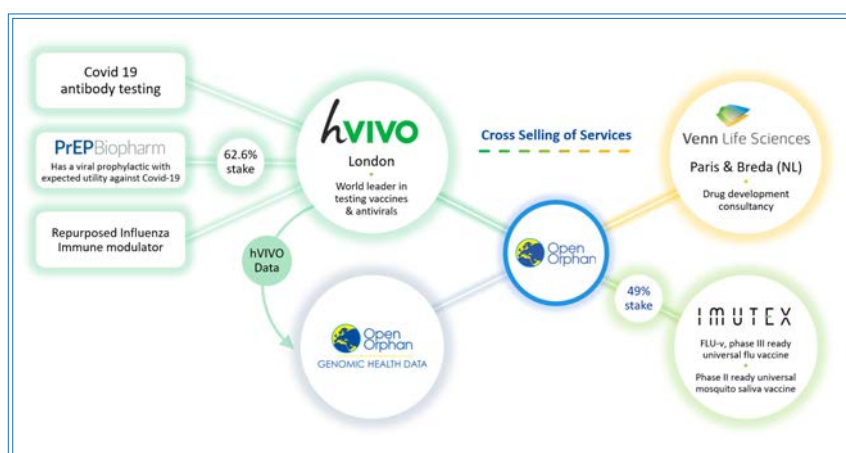 Covid 19
antibody testing
PrEPBiopharm
Has a viral prophylactic with
expected utility against Covid-19
62.6%
stake
Repurposed Influenza
Immune modulator
hVIVO
London
World leader in
testing vaccines
& antivirals
hVIVO
Data
Open
Orphan
GENOMIC HEALTH DATA
Cross Selling of Services
Open
Orphan
Venn Life Sciences
Paris & Breda (NL)
Drug development
consultancy
49%
stake
IMUTEX
FLU-v, phase III ready
universal flu vaccine
Phase II ready universal
mosquito saliva vaccine